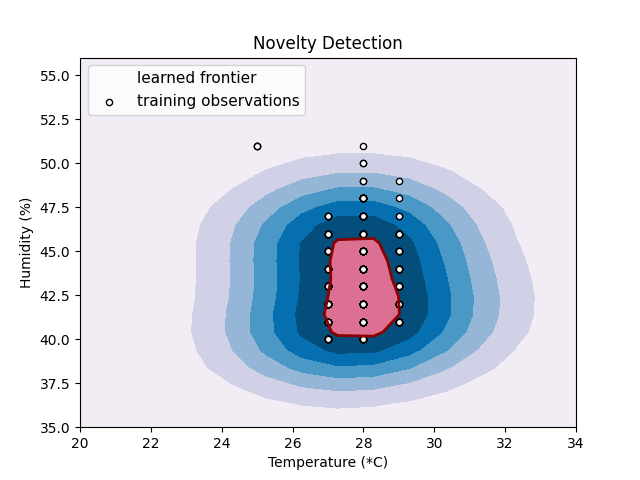 Novelty Detection
learned frontier
training observations
Humidity (%)
55.0
52.5
50.0
47.5
45.0
42.5
40.0
37.5
35.0
20 22 24 26 28 30 32 34
Temperature (*C)